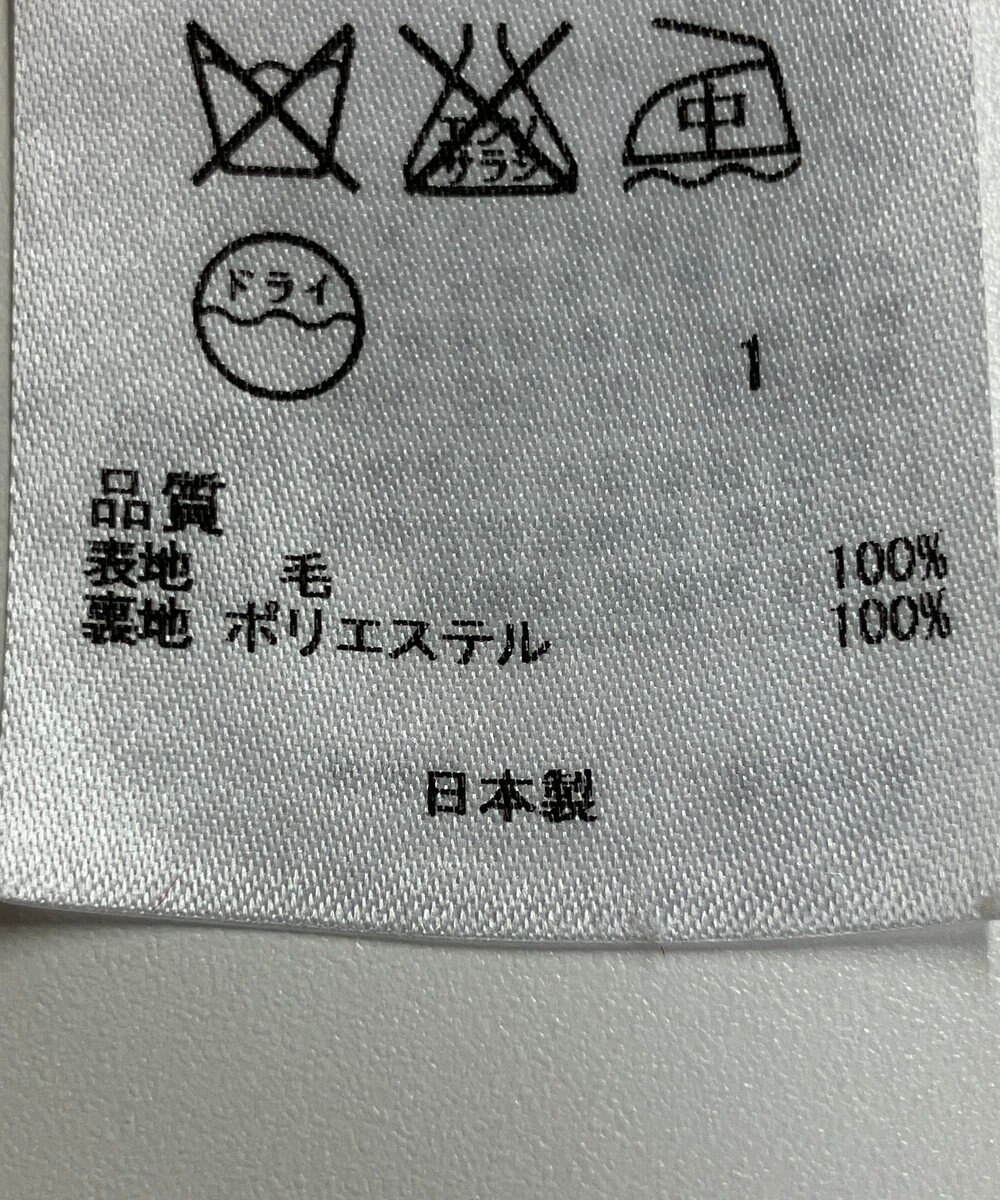 エンソ
サラシ
中
ドライ
1
品質
表地 毛 100%
裏地 ポリエステル 100%
日本製